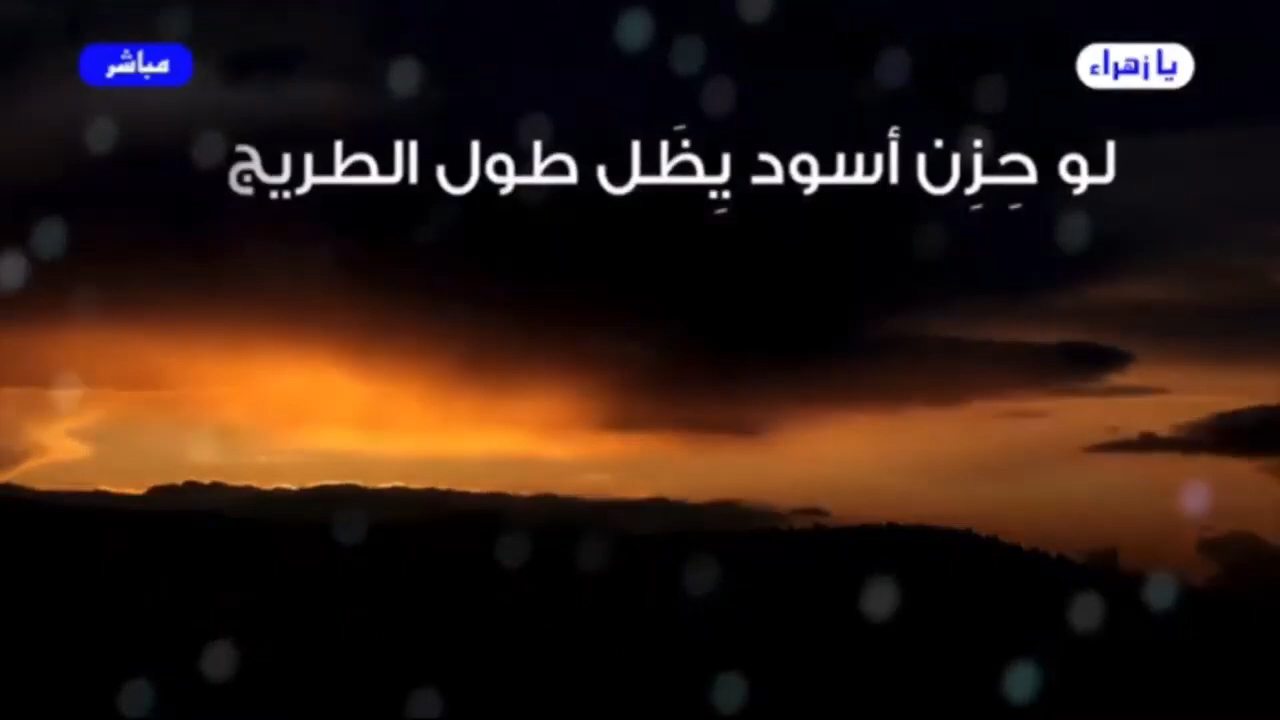 يا زهراء
مباشر
لو حِزِن أسود يِظَل طول الطريج